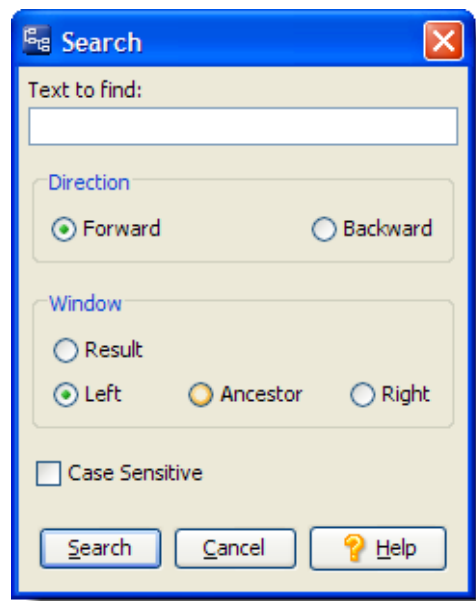 Search
Text to find:
Direction
Forward Backward
Window
Result
Left Ancestor Right
Case Sensitive
Search Cancel Help